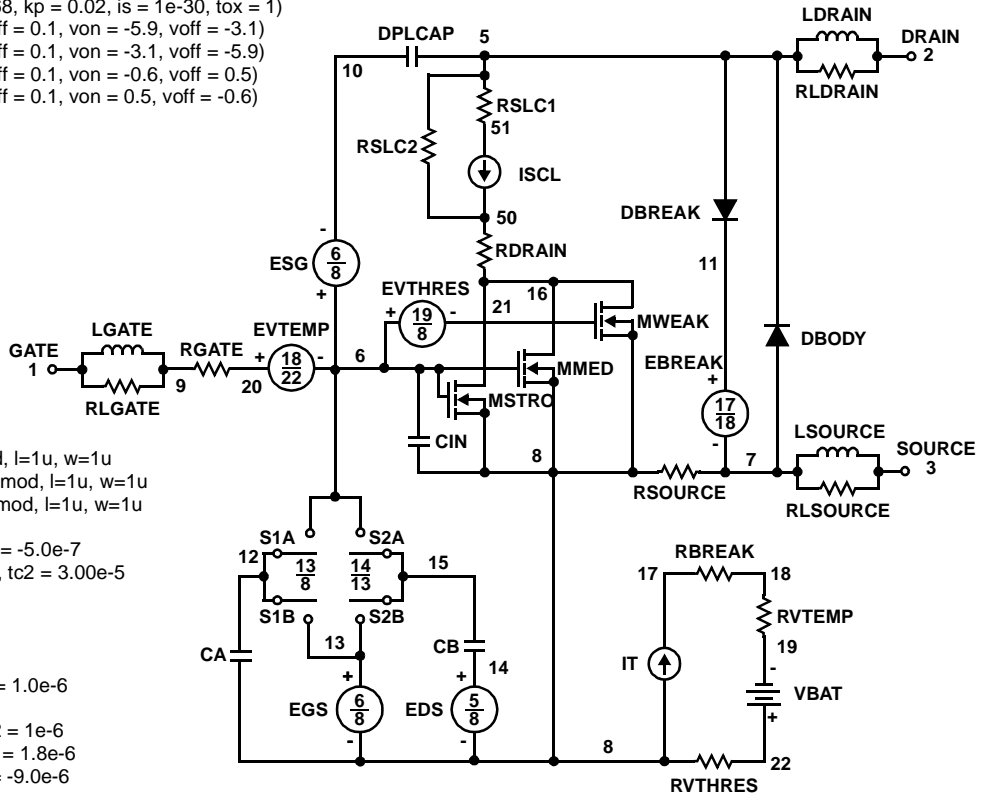 68, kp = 0.02, is = 1e-30, tox = 1)
ff = 0.1, von = -5.9, voff = -3.1)
ff = 0.1, von = -3.1, voff = -5.9)
ff = 0.1, von = -0.6, voff = 0.5)
ff = 0.1, von = 0.5, voff = -0.6)
LDRAIN
DPLCAP
5
DRAIN
2
10
RLDRAIN
RSLC1
51
RSLC2
ISCL
50
DBREAK
RDRAIN
-
ESG
6
8
+
11
EVTHRES
+ 19 -
8
16
21
MWEAK
DBODY
LGATE
EVTEMP
GATE
1
RGATE
+ 18 -
22
6
MMED
EBREAK
+
9
20
RLGATE
MSTRO
17
18
-
CIN
LSOURCE
SOURCE
3
8
7
RSOURCE
RLSOURCE
d, l=1u, w=1u
mod, l=1u, w=1u
mod, l=1u, w=1u
= -5.0e-7
, tc2 = 3.00e-5
S1A
S2A
12
13
8
14
13
15
S1B
S2B
RBREAK
17
18
RVTEMP
13
CA
CB
14
IT
19
-
VBAT
+
+
EGS
6
8
-
+
EDS
5
8
-
8
22
RVTHRES
= 1.0e-6
2 = 1e-6
= 1.8e-6
= -9.0e-6